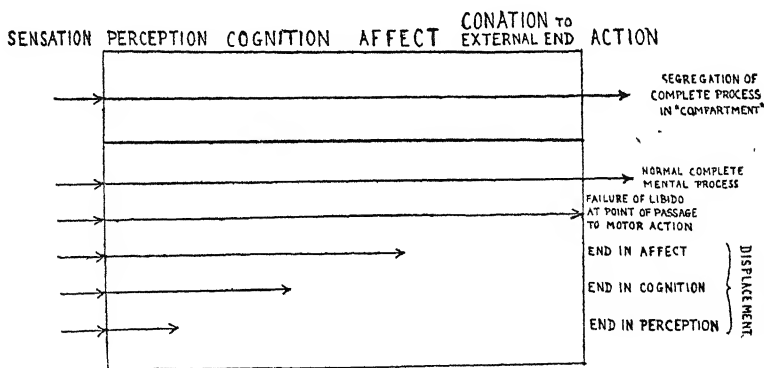 SENSATION PERCEPTION COGNITION AFFECT CONATION TO EXTERNAL END ACTION
SEGREGATION OF
COMPLETE PROCESS
IN "COMPARTMENT"
NORMAL COMPLETE
MENTAL PROCESS
FAILURE OF LIBIDO
AT POINT OF PASSAGE
TO MOTOR ACTION
END IN AFFECT
END IN COGNITION
END IN PERCEPTION
DISPLACEMENT.